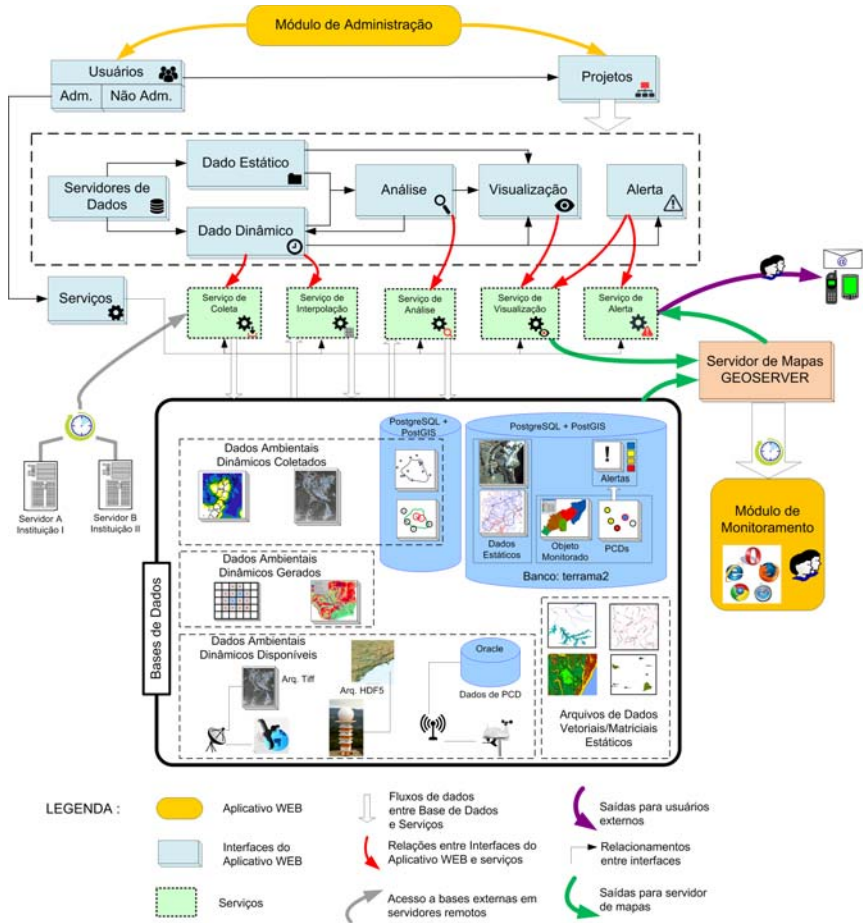 Módulo de Administração
Usuários
Adm.
Não Adm.
Projetos
Servidores de
Dados
Dado Estático
Dado Dinâmico
Análise
Visualização
Alerta
Serviços
Serviço de
Coleta
Serviço de
Interpolação
Serviço de
Análise
Serviço de
Visualização
Serviço de
Alerta
@
Servidor de Mapas
GEOSERVER
Servidor A
Instituição I
Servidor B
Instituição II
Módulo de
Monitoramento
Bases de Dados
Dados Ambientais
Dinâmicos Coletados
PostgreSQL +
PostGIS
PostgreSQL + PostGIS
!
Alertas
Dados
Estáticos
Objeto
Monitorado
PCDs
Banco: terrama2
Dados Ambientais
Dinâmicos Gerados
Dados Ambientais
Dinâmicos Disponíveis
Arq. Tiff
Arq. HDF5
Oracle
Dados de PCD
Arquivos de Dados
Vetoriais/Matriciais
Estáticos
LEGENDA :
Aplicativo WEB
Interfaces do
Aplicativo WEB
Serviços
Fluxos de dados
entre Base de Dados
e Serviços
Relações entre Interfaces do
Aplicativo WEB e serviços
Acesso a bases externas em
servidores remotos
Saídas para usuários
externos
Relacionamentos
entre interfaces
Saídas para servidor
de mapas